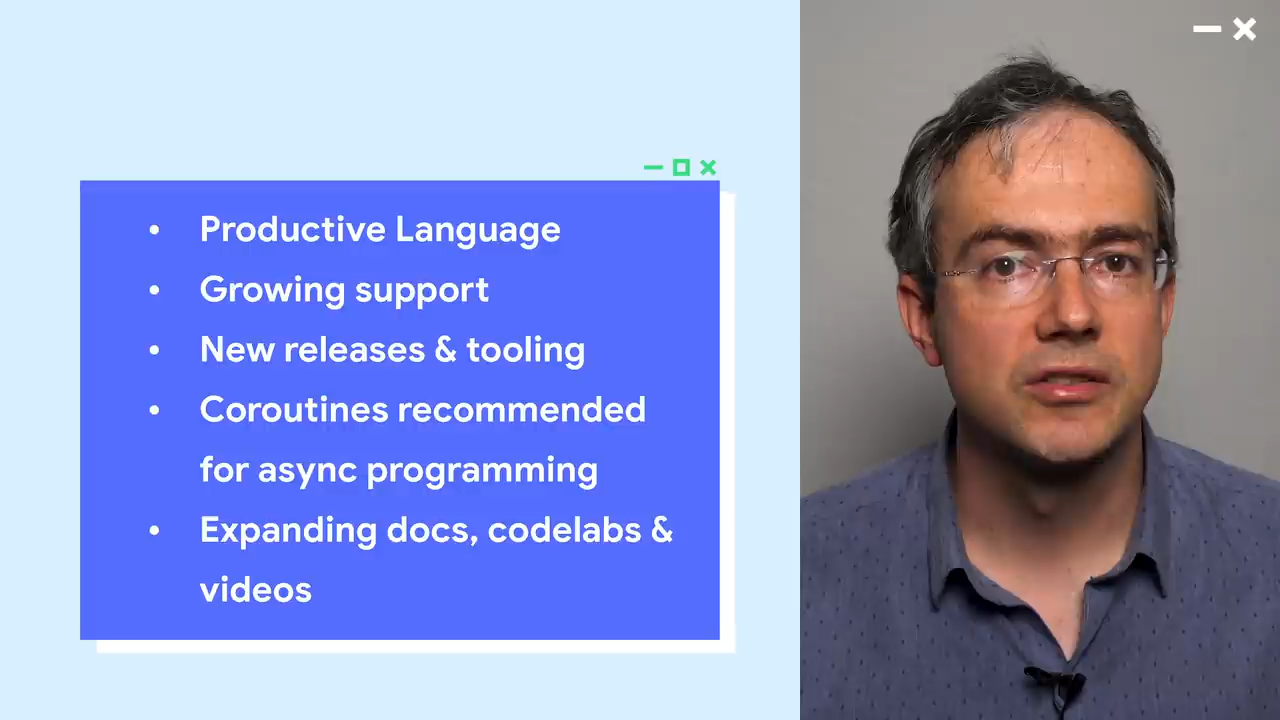 • Productive Language
• Growing support
• New releases & tooling
• Coroutines recommended
for async programming
• Expanding docs, codelabs &
videos